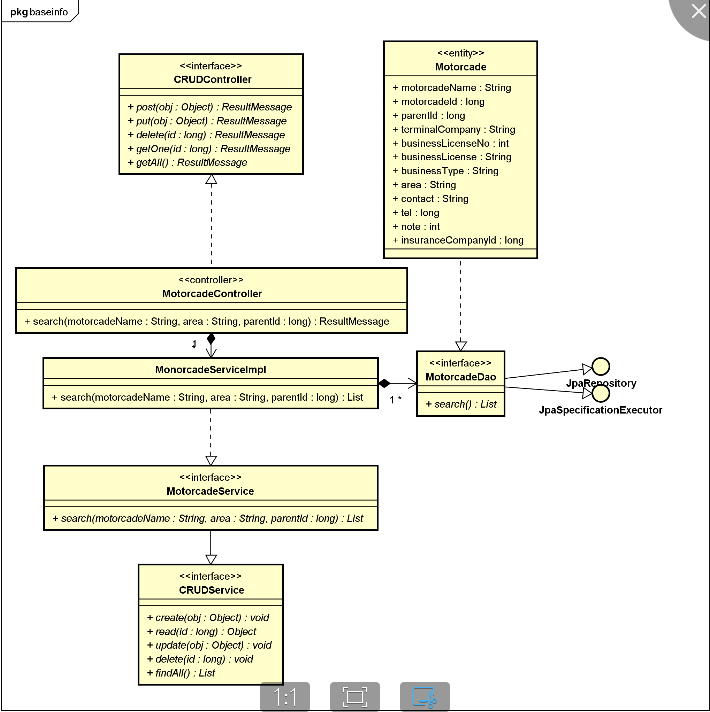 pkg baseinfo
<<interface>>
CRUDController
+ post(obj : Object) : ResultMessage
+ put(obj : Object) : ResultMessage
+ delete(id : long) : ResultMessage
+ getOne(id : long) : ResultMessage
+ getAll() : ResultMessage
<<entity>>
Motorcade
+ motorcadeName : String
+ motorcadeId : long
+ parentId : long
+ terminalCompany : String
+ businessLicenseNo : int
+ businessLicense : String
+ businessType : String
+ area : String
+ contact : String
+ tel : long
+ note : int
+ insuranceCompanyId : long
<<controller>>
MotorcadeController
+ search(motorcadeName : String, area : String, parentId : long) : ResultMessage
1
MonorcadeServiceImpl
+ search(motorcadeName : String, area : String, parentId : long) : List
1 *
<<interface>>
MotorcadeDao
+ search() : List
JpaRepository
JpaSpecificationExecutor
<<interface>>
MotorcadeService
+ search(motorcadeName : String, area : String, parentId : long) : List
<<interface>>
CRUDService
+ create(obj : Object) : void
+ read(id : long) : Object
+ update(obj : Object) : void
+ delete(id : long) : void
+ findAll() : List
1:1